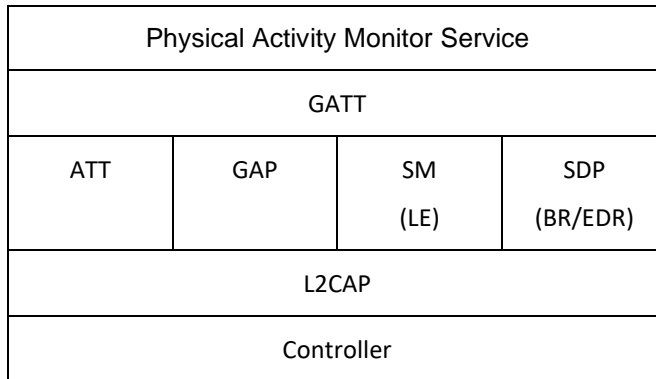 Physical Activity Monitor Service
GATT
ATT GAP SM SDP
(LE) (BR/EDR)
L2CAP
Controller